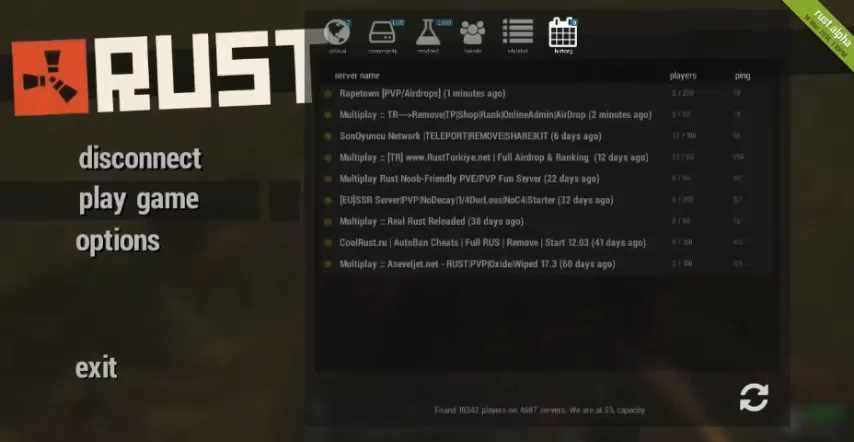 RUST
disconnect
play game
options
exit
community
modded
friends
history
server name players ping
Rapetown [PVP/Airdrops] (1 minutes ago)
Multiplay :: TR--->Remove|TP|Shop|Rank|OnlineAdmin|AirDrop (2 minutes ago)
SonOyuncu Network |TELEPORT|REMOVE|SHARE|KIT (6 days ago)
Multiplay :: [TR] www.RustTurkiye.net | Full Airdrop & Ranking (12 days ago)
Multiplay Rust Noob-Friendly PVE/PVP Fun Server (22 days ago)
[EU]SSR Server|PVP|NoDecay|1/4DurLoss|NoC4|Starter (32 days ago)
Multiplay :: Real Rust Reloaded (38 days ago)
CoolRust.ru | AutoBan Cheats | Full RUS | Remove | Start 12.03 (41 days ago)
Multiplay :: Aseveljet.net - RUST|PVP|Oxide|Wiped 17.3 (60 days ago)
Found 19342 players on 4687 servers. We are at 5% capacity.
rust.alpha